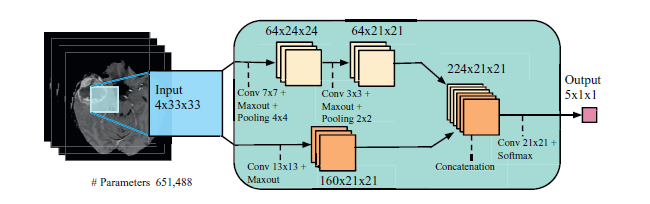 64x24x24
64x21x21
224x21x21
Input
4x33x33
Output
5x1x1
Conv 7x7 +
Maxout +
Pooling 4x4
Conv 3x3 +
Maxout +
Pooling 2x2
Conv 21x21 +
Softmax
Concatenation
Conv 13x13 +
Maxout
160x21x21
# Parameters 651,488